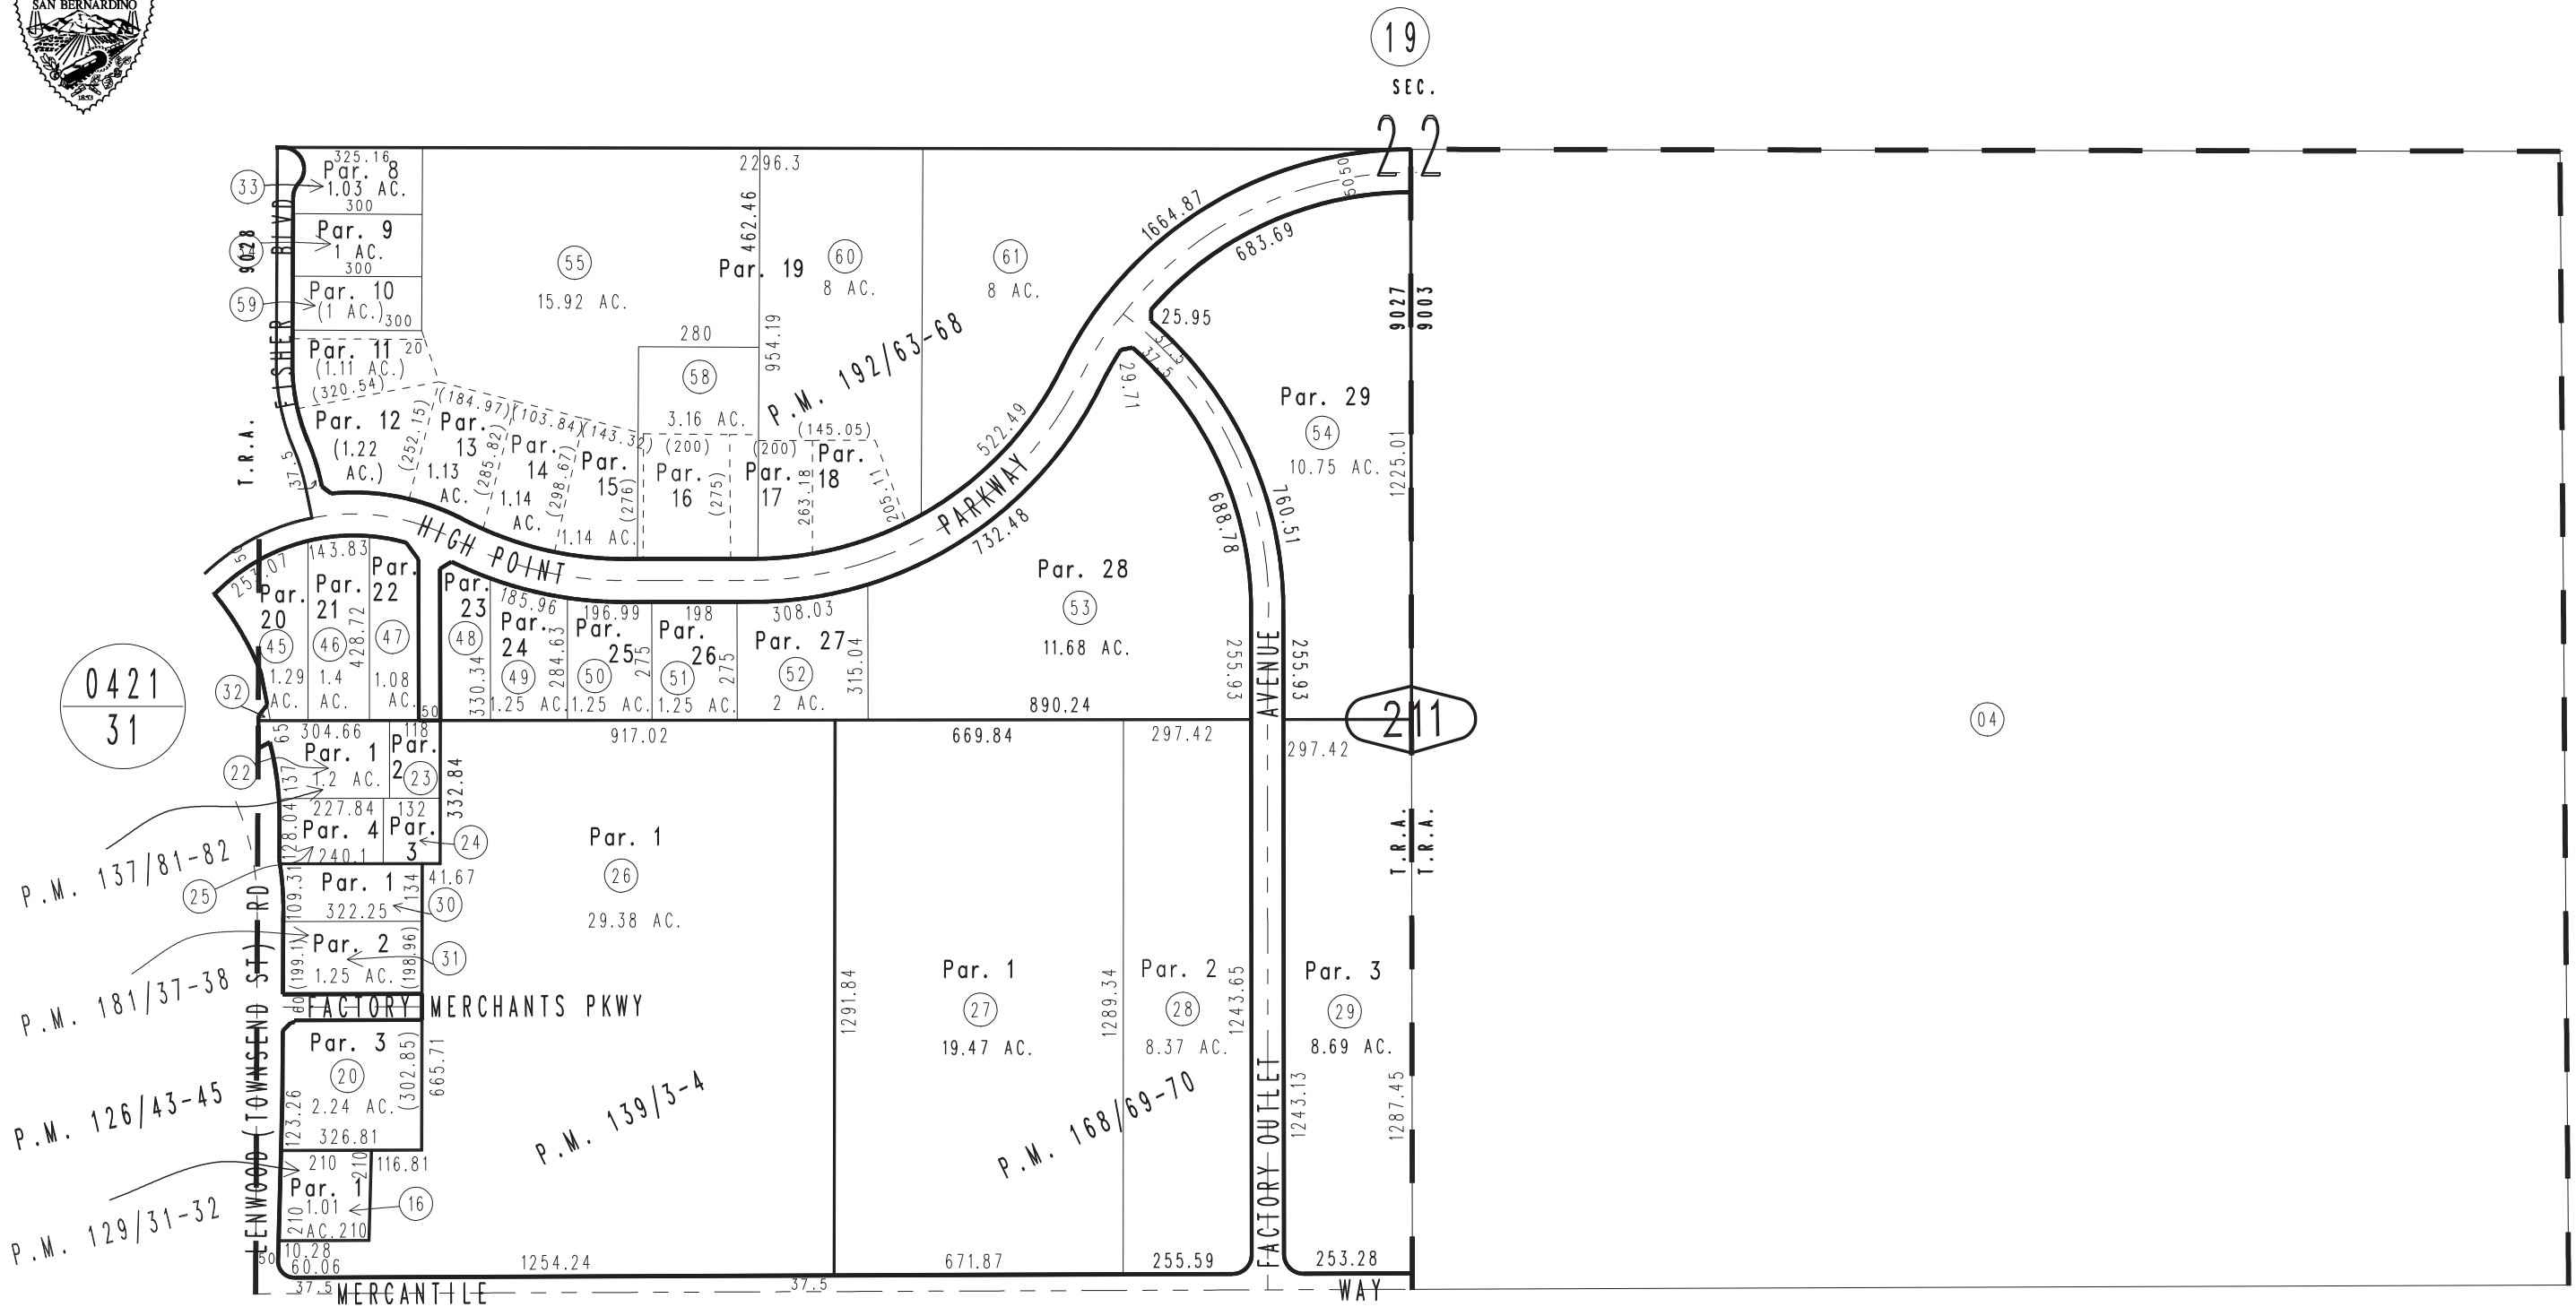 SAN BERNARDINO
1853
19
SEC.
22
325.16
Par. 8
1.03 AC.
300
33
2296.3
5050
1664.87
683.69
Par. 9
1 AC.
300
9028
Par. 10
(1 AC.)
300
59
Par. 11
20
(1.11 AC.)
(320.54)
FISHER BLVD
T.R.A.
37.5
55
15.92 AC.
462.46
Par. 19
60
8 AC.
61
8 AC.
280
954.19
58
3.16 AC.
P.M. 192/63-68
25.95
37.5
37.5
29.71
9027
9003
Par. 29
54
10.75 AC.
1225.01
Par. 12
(1.22
AC.)
(252.15)
(184.97)
Par.
13
1.13
AC.
(285.82)
(103.84)
Par.
14
1.14
AC.
(298.67)
(143.32)
Par.
15
(276)
1.14 AC.
(200)
Par.
16
(275)
(200)
Par.
17
263.18
(145.05)
Par.
18
205.11
522.49
HIGH POINT PARKWAY
732.48
688.78
760.51
50
253.07
Par.
20
45
1.29
AC.
143.83
Par.
21
46
428.72
1.4
AC.
Par.
22
47
1.08
AC.
50
Par.
23
48
330.34
185.96
Par.
24
49
284.63
1.25 AC.
196.99
Par.
25
50
275
1.25 AC.
198
Par.
26
51
275
1.25 AC.
308.03
Par. 27
52
315.04
2 AC.
Par. 28
53
11.68 AC.
890.24
255.93
255.93
0421
31
32
211
04
65
304.66
Par. 1
1.2 AC.
137
22
118
Par.
2
23
917.02
669.84
297.42
297.42
332.84
227.84
Par. 4
240.1
128.04
25
132
Par.
3
24
P.M. 137/81-82
Par. 1
26
29.38 AC.
T.R.A.
T.R.A.
Par. 1
322.25
109.31
134
41.67
30
Par. 2
1.25 AC.
(199.1)
(198.96)
31
P.M. 181/37-38
60
FACTORY MERCHANTS PKWY
1291.84
Par. 1
27
19.47 AC.
1289.34
Par. 2
28
8.37 AC.
1243.65
Par. 3
29
8.69 AC.
1243.13
1287.45
Par. 3
20
2.24 AC.
(302.85)
665.71
123.26
326.81
P.M. 126/43-45
P.M. 139/3-4
P.M. 168/69-70
210
210
116.81
Par. 1
1.01
AC.
210
210
16
P.M. 129/31-32
LENWOOD (TOWNSEND ST) RD
FACTORY OUTLET AVENUE
50
10.28
60.06
1254.24
671.87
255.59
253.28
37.5
37.5
MERCANTILE WAY